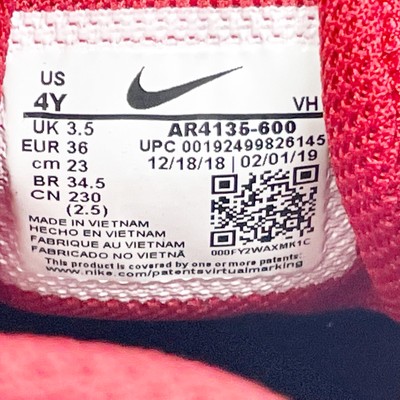 US
4Y
VH
UK 3.5
EUR 36
cm 23
BR 34.5
CN 230
(2.5)
AR4135-600
UPC 00192499826145
12/18/18 | 02/01/19
000FY2WAXMK1C
MADE IN VIETNAM
HECHO EN VIETNAM
FABRIQUE AU VIETNAM
FABRICADO NO VIETNÃ
This product is covered by one or more patents:
www.nike.com/patentsvirtualmarking